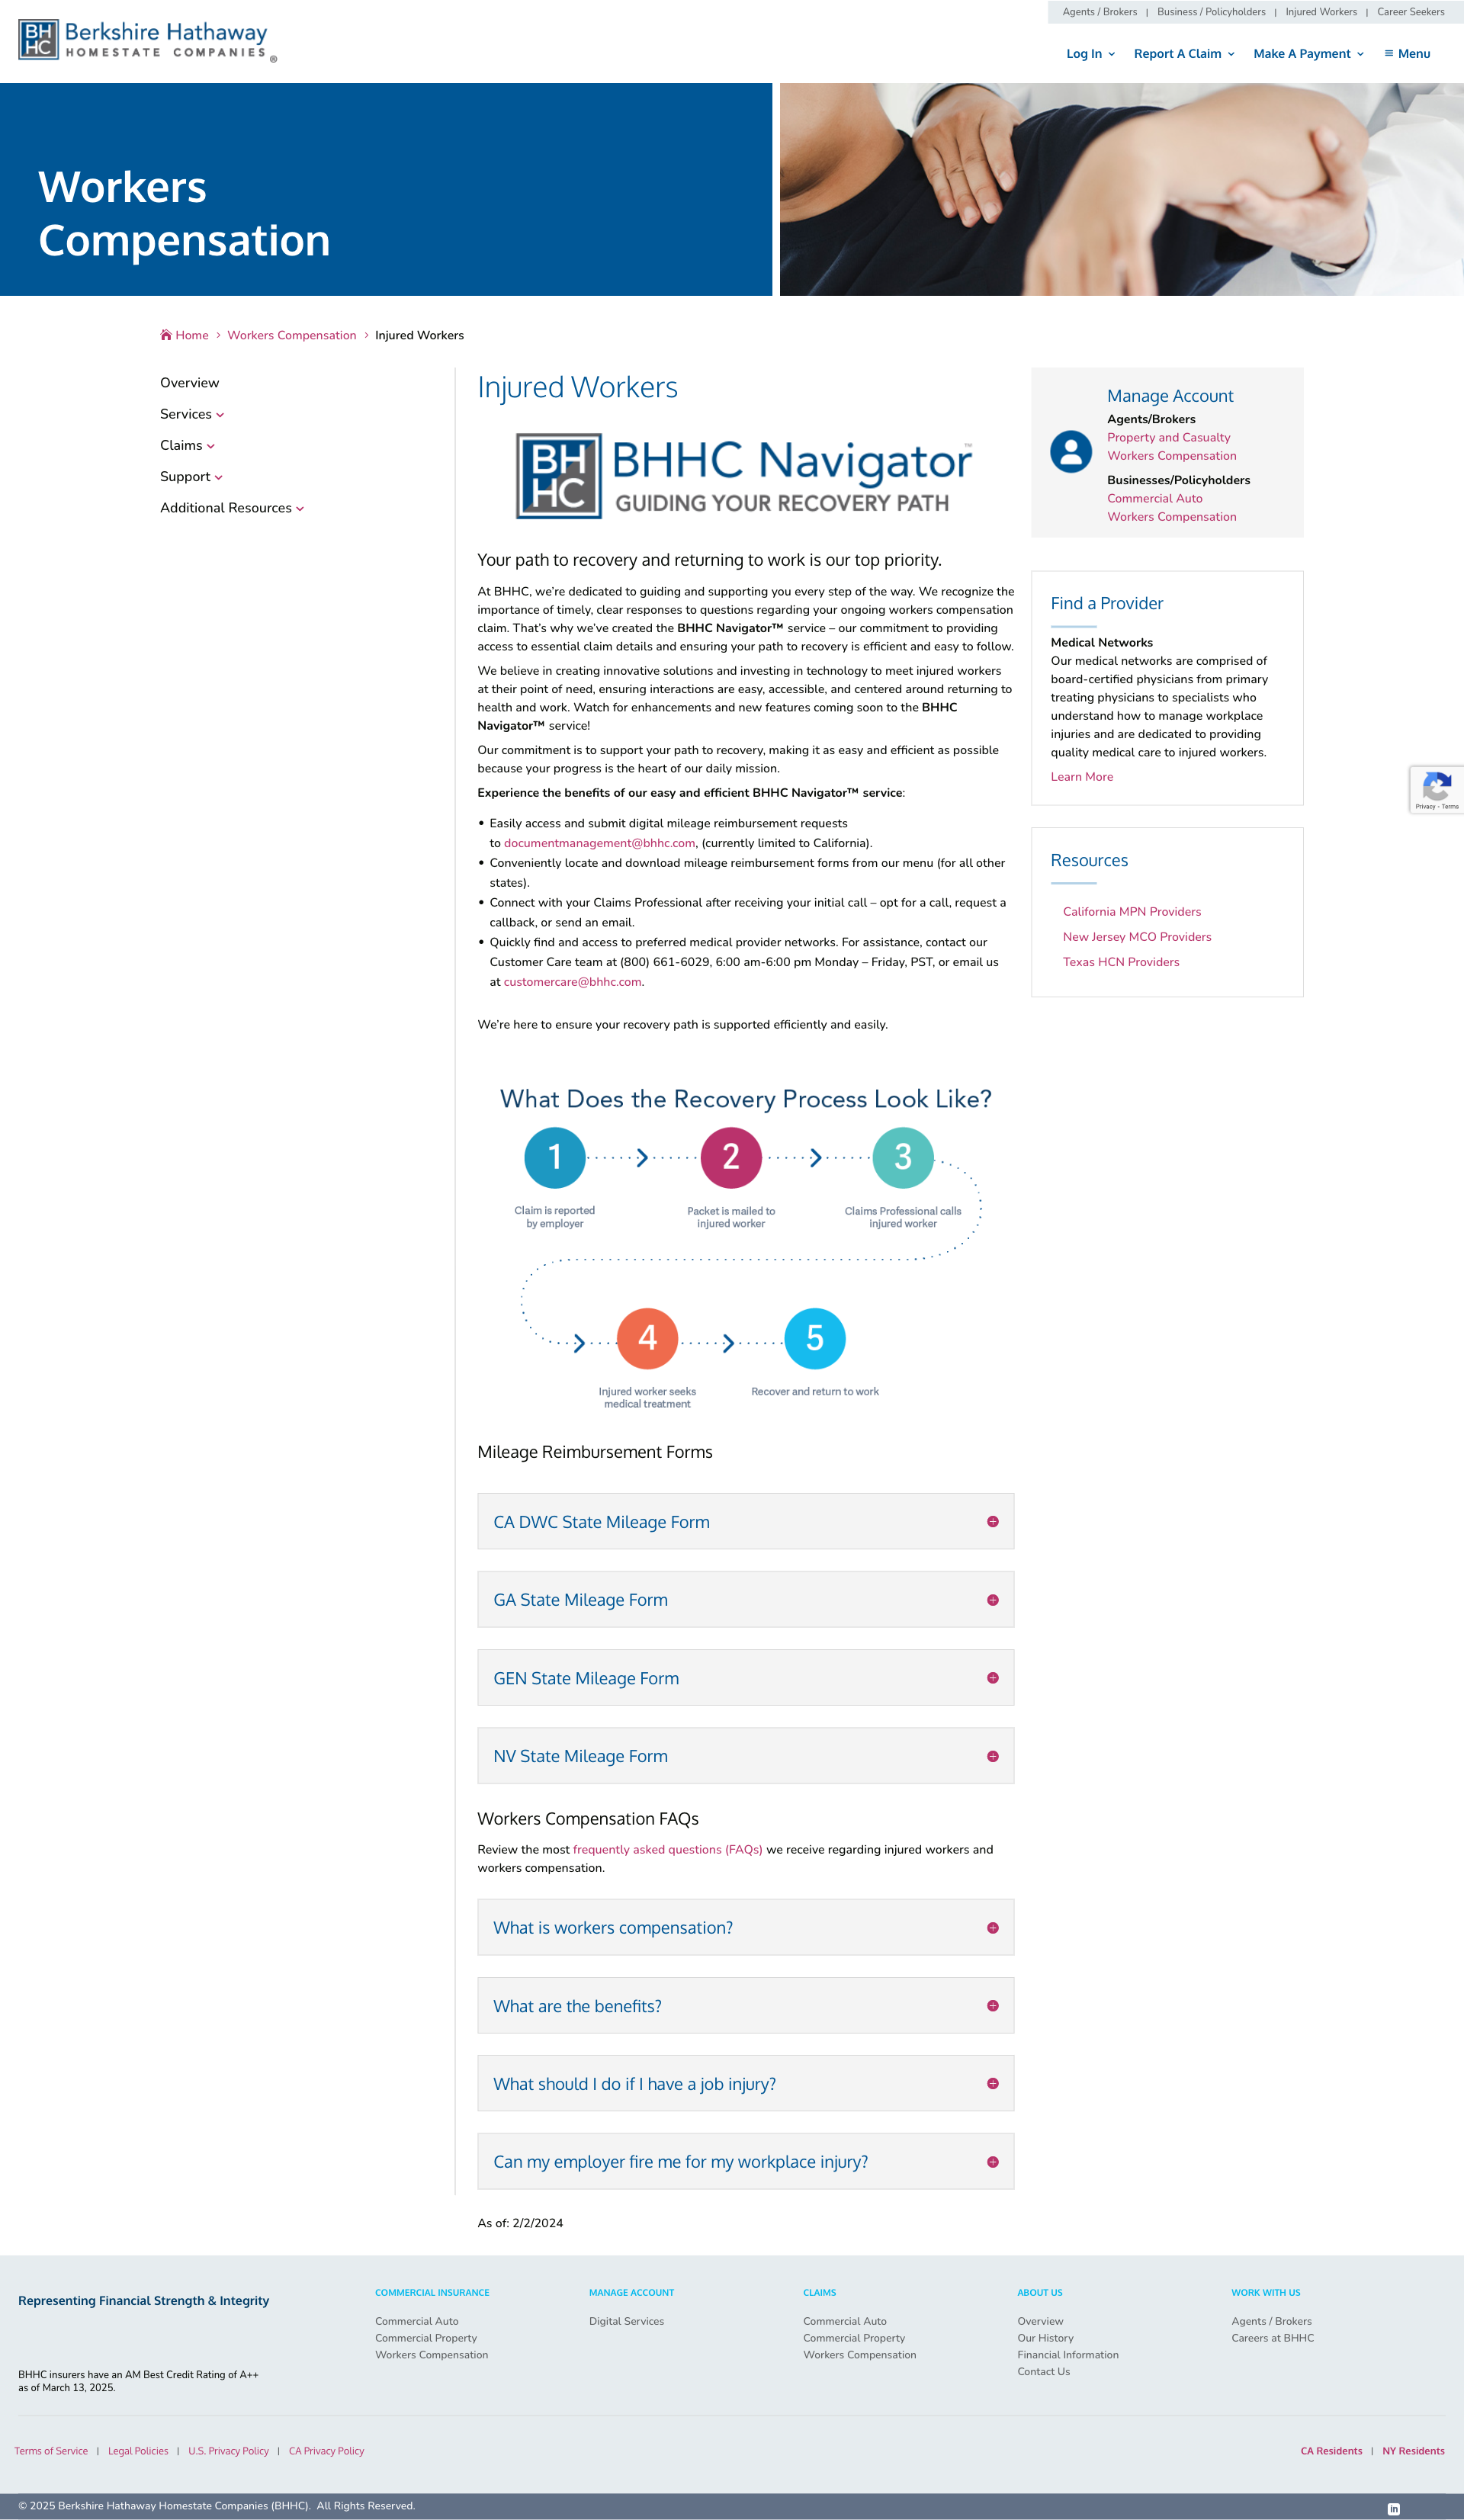 Agents / Brokers | Business / Policyholders | Injured Workers | Career Seekers
BH
HC
Berkshire Hathaway
HOMESTATE COMPANIES®
Log In
Report A Claim
Make A Payment
Menu
Workers
Compensation
Home
Workers Compensation
Injured Workers
Overview
Services
Claims
Support
Additional Resources
Injured Workers
BH
HC
BHHC Navigator™
GUIDING YOUR RECOVERY PATH
Your path to recovery and returning to work is our top priority.
At BHHC, we’re dedicated to guiding and supporting you every step of the way. We recognize the
importance of timely, clear responses to questions regarding your ongoing workers compensation
claim. That’s why we’ve created the BHHC Navigator™ service – our commitment to providing
access to essential claim details and ensuring your path to recovery is efficient and easy to follow.
We believe in creating innovative solutions and investing in technology to meet injured workers
at their point of need, ensuring interactions are easy, accessible, and centered around returning to
health and work. Watch for enhancements and new features coming soon to the BHHC
Navigator™ service!
Our commitment is to support your path to recovery, making it as easy and efficient as possible
because your progress is the heart of our daily mission.
Experience the benefits of our easy and efficient BHHC Navigator™ service:
• Easily access and submit digital mileage reimbursement requests
to documentmanagement@bhhc.com, (currently limited to California).
• Conveniently locate and download mileage reimbursement forms from our menu (for all other
states).
• Connect with your Claims Professional after receiving your initial call – opt for a call, request a
callback, or send an email.
• Quickly find and access to preferred medical provider networks. For assistance, contact our
Customer Care team at (800) 661-6029, 6:00 am-6:00 pm Monday – Friday, PST, or email us
at customercare@bhhc.com.
We’re here to ensure your recovery path is supported efficiently and easily.
What Does the Recovery Process Look Like?
1
2
3
Claim is reported
by employer
Packet is mailed to
injured worker
Claims Professional calls
injured worker
4
5
Injured worker seeks
medical treatment
Recover and return to work
Mileage Reimbursement Forms
CA DWC State Mileage Form
GA State Mileage Form
GEN State Mileage Form
NV State Mileage Form
Workers Compensation FAQs
Review the most frequently asked questions (FAQs) we receive regarding injured workers and
workers compensation.
What is workers compensation?
What are the benefits?
What should I do if I have a job injury?
Can my employer fire me for my workplace injury?
As of: 2/2/2024
Manage Account
Agents/Brokers
Property and Casualty
Workers Compensation
Businesses/Policyholders
Commercial Auto
Workers Compensation
Find a Provider
Medical Networks
Our medical networks are comprised of
board-certified physicians from primary
treating physicians to specialists who
understand how to manage workplace
injuries and are dedicated to providing
quality medical care to injured workers.
Learn More
Resources
California MPN Providers
New Jersey MCO Providers
Texas HCN Providers
Privacy - Terms
Representing Financial Strength & Integrity
BHHC insurers have an AM Best Credit Rating of A++
as of March 13, 2025.
COMMERCIAL INSURANCE
Commercial Auto
Commercial Property
Workers Compensation
MANAGE ACCOUNT
Digital Services
CLAIMS
Commercial Auto
Commercial Property
Workers Compensation
ABOUT US
Overview
Our History
Financial Information
Contact Us
WORK WITH US
Agents / Brokers
Careers at BHHC
Terms of Service | Legal Policies | U.S. Privacy Policy | CA Privacy Policy
CA Residents | NY Residents
© 2025 Berkshire Hathaway Homestate Companies (BHHC). All Rights Reserved.
in